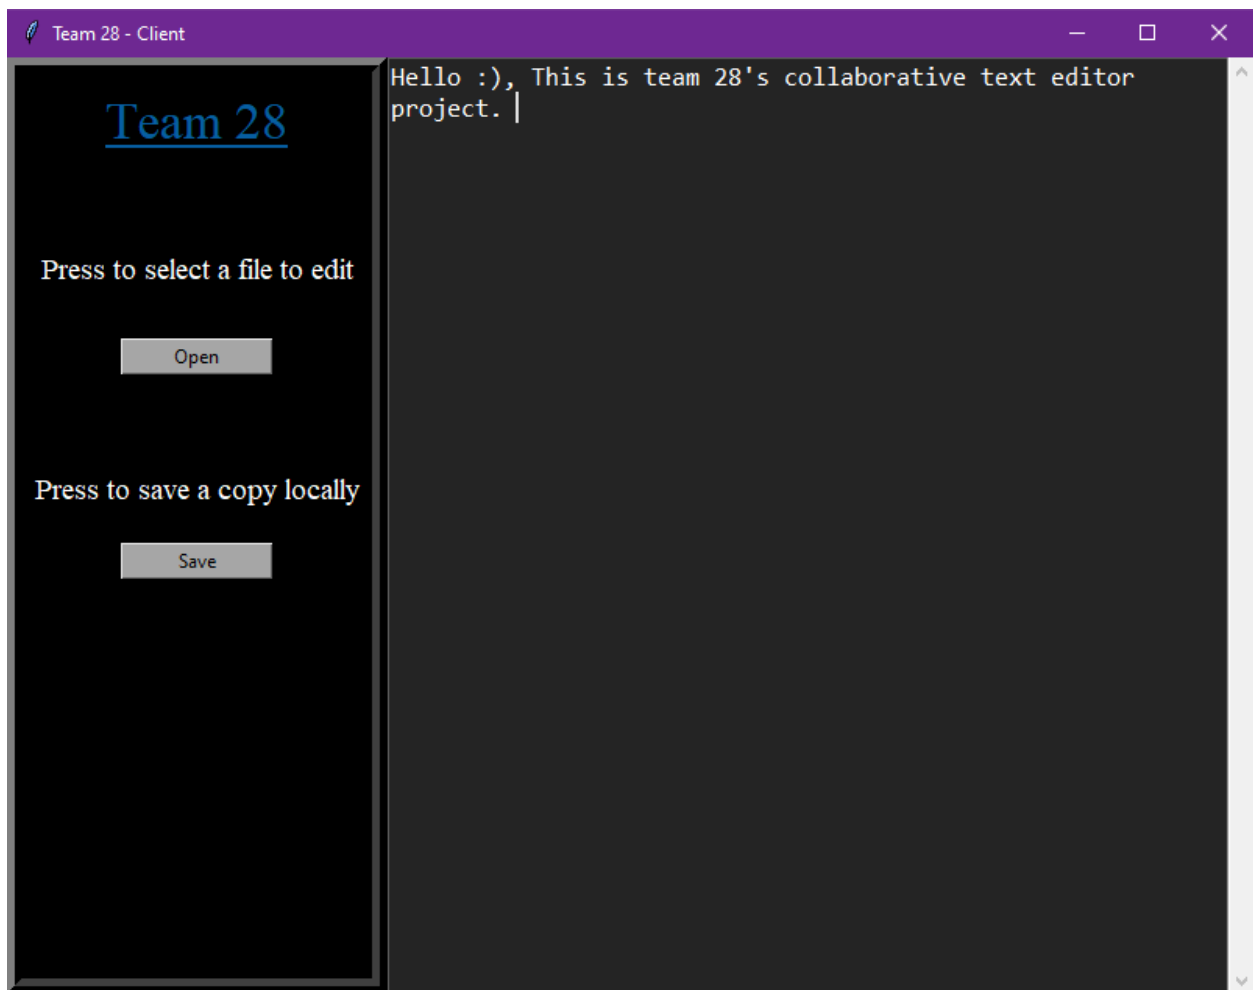 Team 28 - Client
Team 28
Press to select a file to edit
Open
Press to save a copy locally
Save
Hello :), This is team 28's collaborative text editor
project.